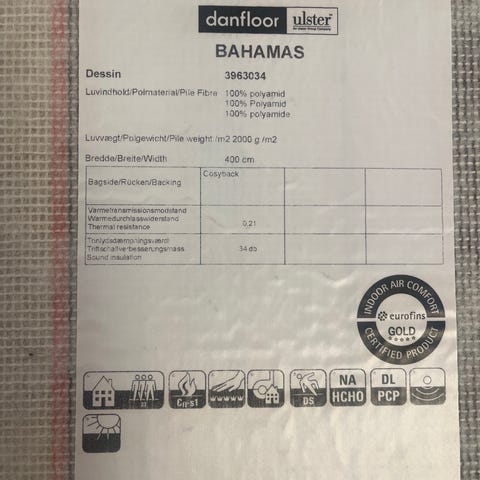 danfloor ulster
BAHAMAS
Dessin 3963034
Luvindhold/Polmaterial/Pile Fibre 100% polyamid
100% Polyamid
100% polyamide
Luvvægt/Polgewicht/Pile weight /m2 2000 g /m2
Bredde/Breite/Width 400 cm
Bagside/Rücken/Backing Cosyback
Varmetransmissionsmodstand
Wärmedurchlasswiderstand
Thermal resistance 0,21
Trinlydsdæmpningsværdi
Trittschallverbesserungsmass
Sound insulation 34 db
INDOOR AIR COMFORT
eurofins
GOLD
CERTIFIED PRODUCT
Cfl-s1 DS NA HCHO DL PCP